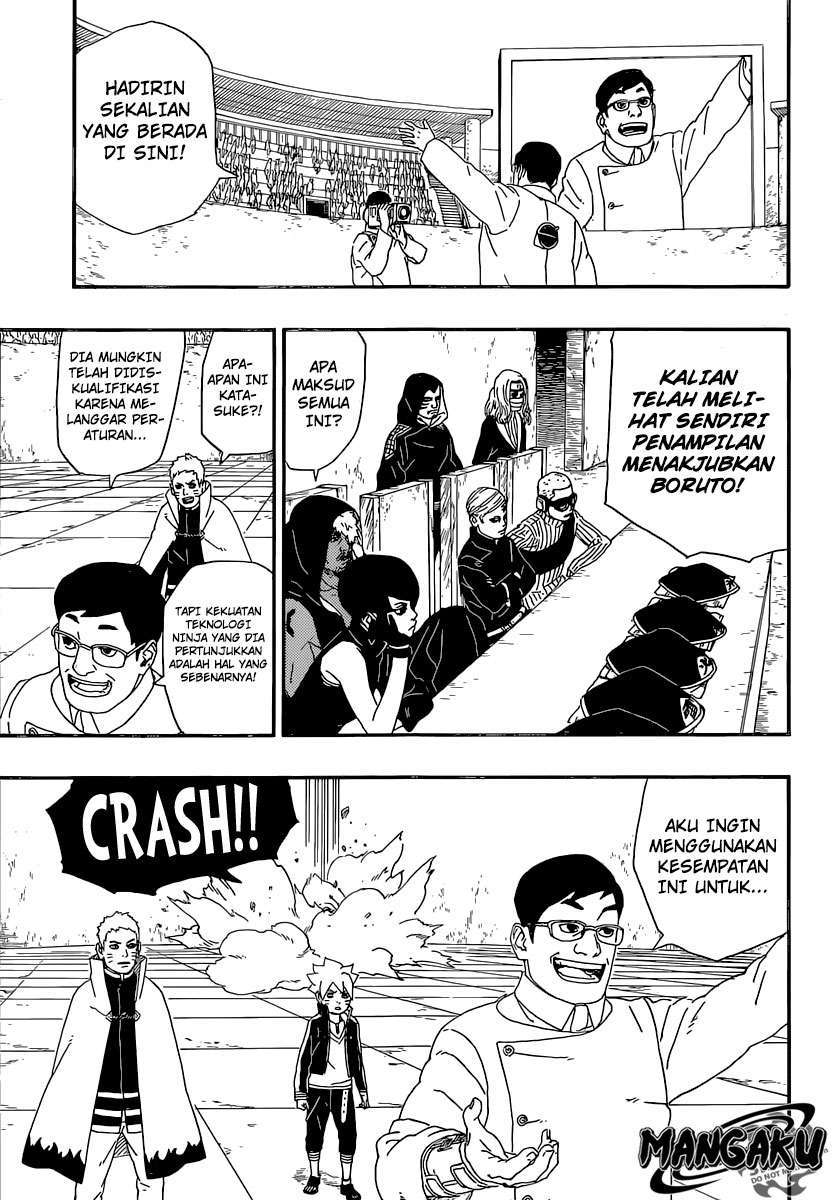 HADIRIN
SEKALIAN
YANG BERADA
DI SINI!
KALIAN
TELAH MELI-
HAT SENDIRI
PENAMPILAN
MENAKJUBKAN
BORUTO!
APA
MAKSUD
SEMUA
INI?
APA-
APAN INI
KATA-
SUKE?!
DIA MUNGKIN
TELAH DIDIS-
KUALIFIKASI
KARENA ME-
LANGGAR PER-
ATURAN...
TAPI KEKUATAN
TEKNOLOGI
NINJA YANG DIA
PERTUNJUKKAN
ADALAH HAL YANG
SEBENARNYA!
AKU INGIN
MENGGUNAKAN
KESEMPATAN
INI UNTUK...
CRASH!!
MANGAKU